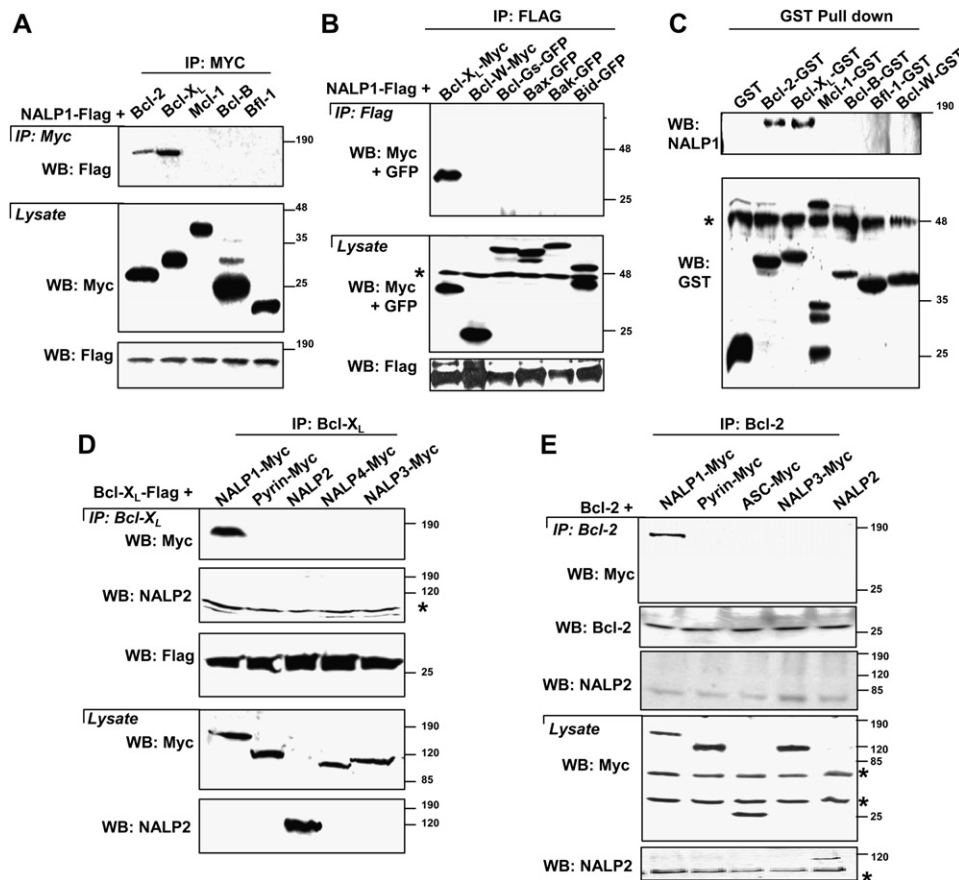 A
IP: MYC
NALP1-Flag +
Bcl-2
Bcl-XL
Mcl-1
Bcl-B
Bfl-1
IP: Myc
WB: Flag
190
Lysate
WB: Myc
48
35
25
WB: Flag
190
B
IP: FLAG
NALP1-Flag +
Bcl-XL-Myc
Bcl-W-Myc
Bcl-Gs-GFP
Bax-GFP
Bak-GFP
Bid-GFP
IP: Flag
WB: Myc
+ GFP
48
25
Lysate
*
WB: Myc
+ GFP
48
25
WB: Flag
C
GST Pull down
GST
Bcl-2-GST
Bcl-XL-GST
Mcl-1-GST
Bcl-B-GST
Bfl-1-GST
Bcl-W-GST
190
WB:
NALP1
*
WB:
GST
48
35
25
D
IP: Bcl-XL
Bcl-XL-Flag +
NALP1-Myc
Pyrin-Myc
NALP2
NALP4-Myc
NALP3-Myc
IP: Bcl-XL
WB: Myc
190
WB: NALP2
190
120
*
WB: Flag
25
Lysate
WB: Myc
190
120
85
WB: NALP2
190
120
E
IP: Bcl-2
Bcl-2 +
NALP1-Myc
Pyrin-Myc
ASC-Myc
NALP3-Myc
NALP2
IP: Bcl-2
WB: Myc
190
25
WB: Bcl-2
25
WB: NALP2
190
120
85
Lysate
WB: Myc
190
120
85
*
*
25
WB: NALP2
120
*